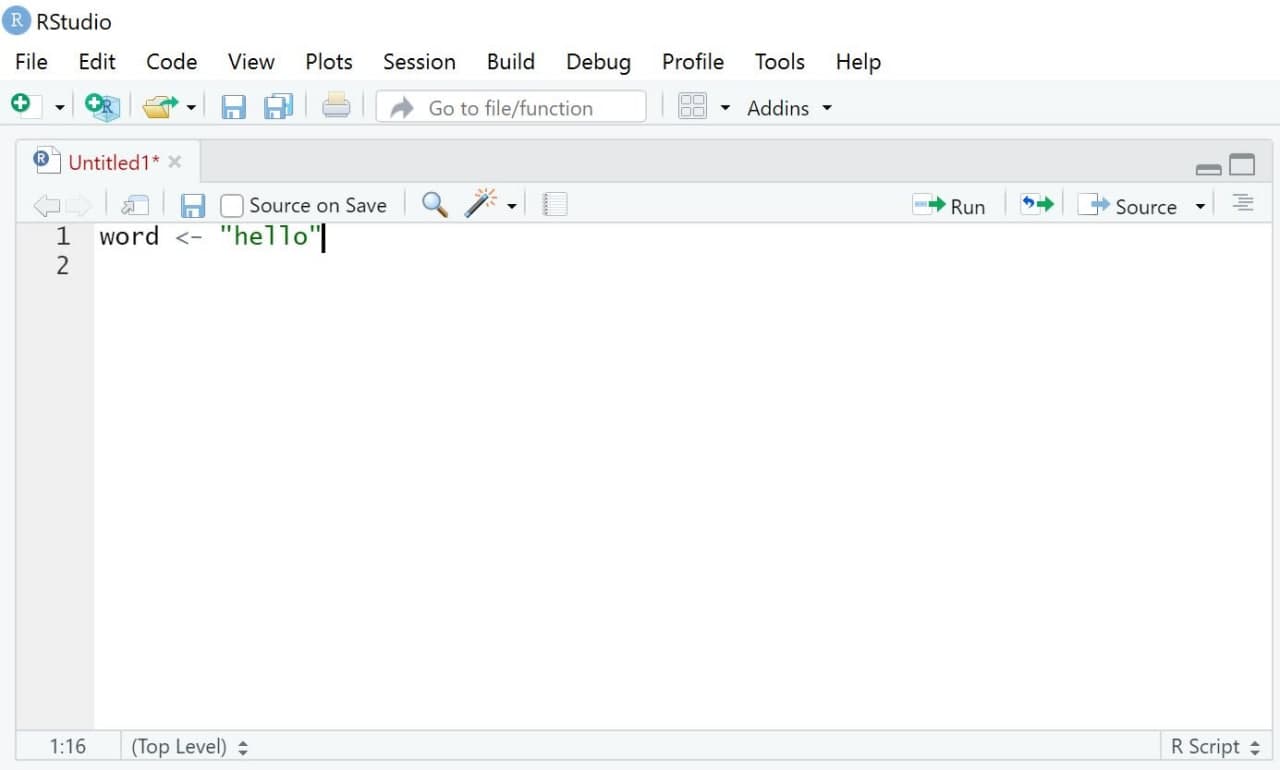 R RStudio
File Edit Code View Plots Session Build Debug Profile Tools Help
R Go to file/function Addins
R Untitled1*
Source on Save Run Source
1 word <- "hello"
2
1:16 (Top Level) R Script